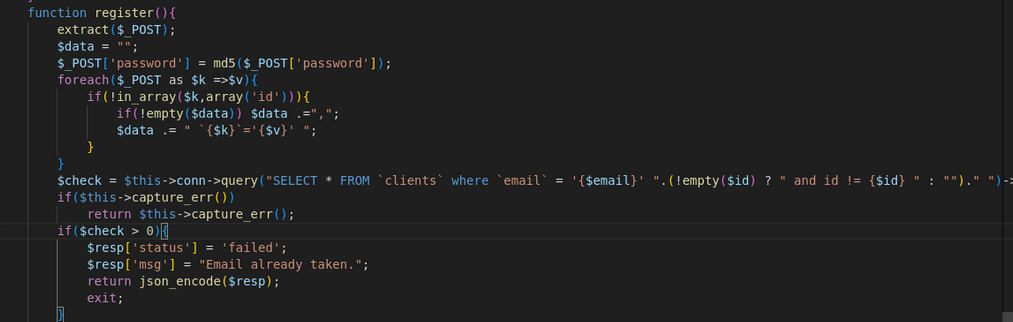 function register(){
extract($_POST);
$data = "";
$_POST['password'] = md5($_POST['password']);
foreach($_POST as $k =>$v){
if(!in_array($k,array('id'))){
if(!empty($data)) $data .=",";
$data .= " `{$k}`='{$v}' ";
}
}
$check = $this->conn->query("SELECT * FROM `clients` where `email` = '{$email}' ".(!empty($id) ? " and id != {$id} " : "")." ")->
if($this->capture_err())
return $this->capture_err();
if($check > 0){
$resp['status'] = 'failed';
$resp['msg'] = "Email already taken.";
return json_encode($resp);
exit;
}